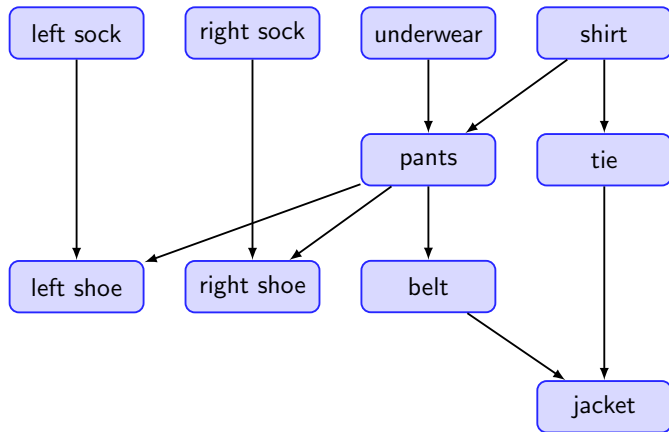 left sock
right sock
underwear
shirt
pants
tie
left shoe
right shoe
belt
jacket